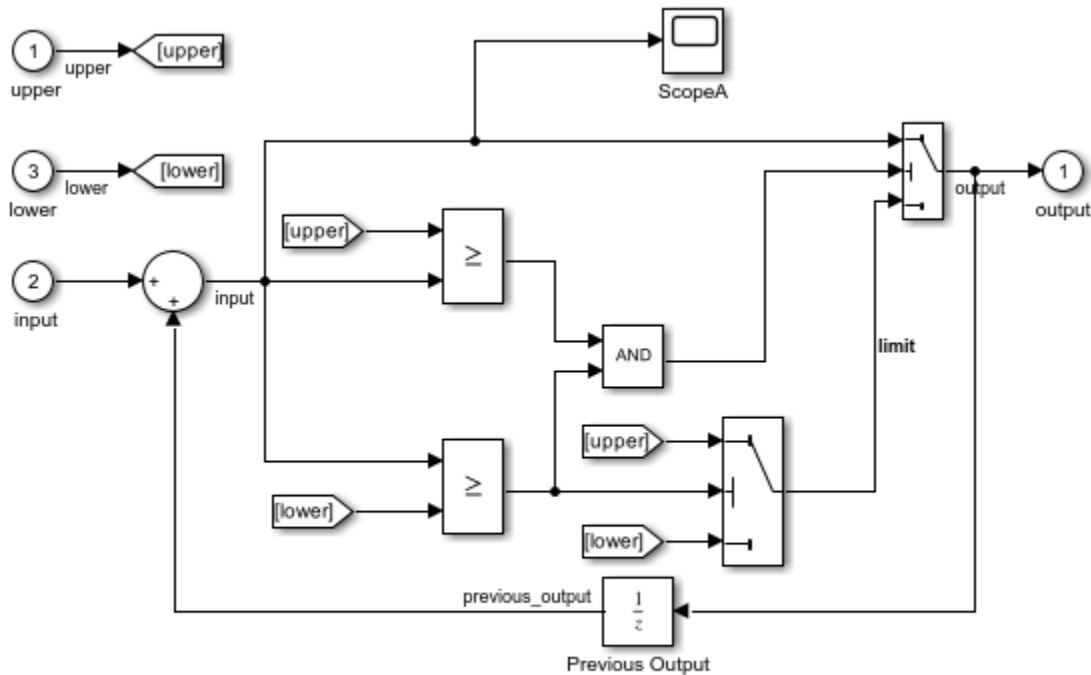 1
upper
upper
[upper]
ScopeA
3
lower
lower
[lower]
output
1
output
[upper]
≥
2
input
+
+
input
AND
limit
[upper]
≥
[lower]
[lower]
previous_output
1
z
Previous Output